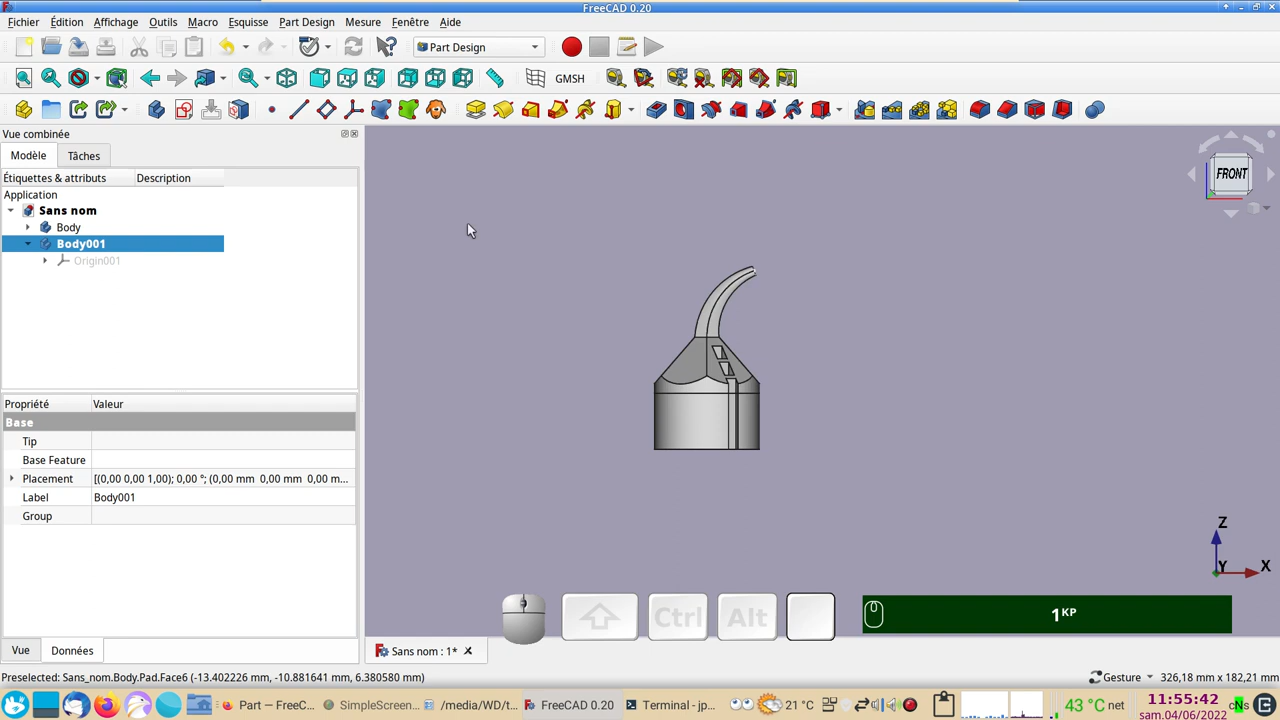 FreeCAD 0.20
Fichier Édition Affichage Outils Macro Esquisse Part Design Mesure Fenêtre Aide
Part Design
GMSH
Vue combinée
Modèle Tâches
Étiquettes & attributs Description
Application
Sans nom
Body
Body001
Origin001
Propriété Valeur
Base
Tip
Base Feature
Placement [(0,00 0,00 1,00); 0,00 °; (0,00 mm 0,00 mm 0,00 m...
Label Body001
Group
FRONT
Z
X
Y
Ctrl Alt 1KP
Vue Données Sans nom : 1*
Preselected: Sans_nom.Body.Pad.Face6 (-13.402226 mm, -10.881641 mm, 6.380580 mm) Gesture 326,18 mm x 182,21 mm
Part — FreeC... SimpleScreen... /media/WD/t... FreeCAD 0.20 Terminal - jp... 21 °C 43 °C net 11:55:42
sam.04/06/2022